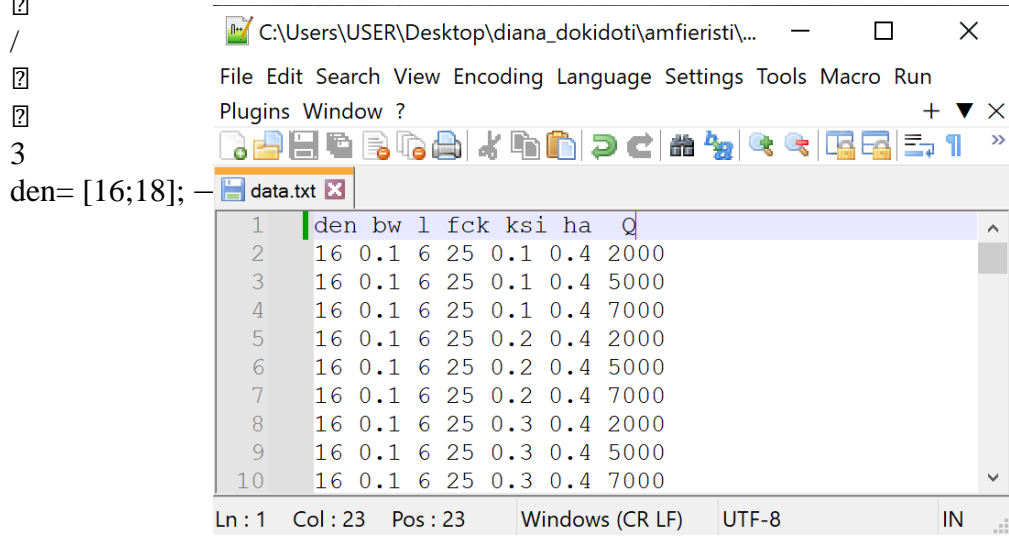 /
3
den= [16;18]; –
C:\Users\USER\Desktop\diana_dokidoti\amfieristi\...
File Edit Search View Encoding Language Settings Tools Macro Run
Plugins Window ?
data.txt
1 den bw l fck ksi ha Q
2 16 0.1 6 25 0.1 0.4 2000
3 16 0.1 6 25 0.1 0.4 5000
4 16 0.1 6 25 0.1 0.4 7000
5 16 0.1 6 25 0.2 0.4 2000
6 16 0.1 6 25 0.2 0.4 5000
7 16 0.1 6 25 0.2 0.4 7000
8 16 0.1 6 25 0.3 0.4 2000
9 16 0.1 6 25 0.3 0.4 5000
10 16 0.1 6 25 0.3 0.4 7000
Ln : 1 Col : 23 Pos : 23 Windows (CR LF) UTF-8 IN